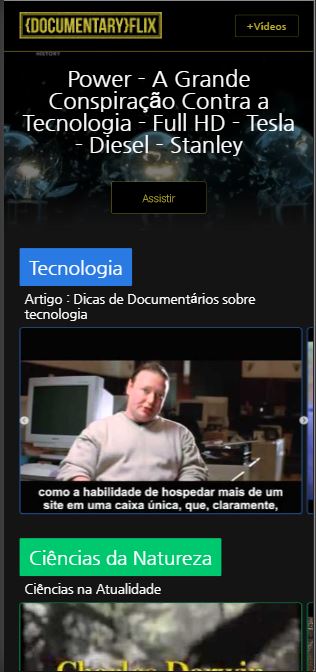 {DOCUMENTARY}FLIX
+Videos
HISTORY
Power - A Grande
Conspiração Contra a
Tecnologia - Full HD - Tesla
- Diesel - Stanley
Assistir
Tecnologia
Artigo : Dicas de Documentários sobre
tecnologia
como a habilidade de hospedar mais de um
site em uma caixa única, que, claramente,
Ciências da Natureza
Ciências na Atualidade
Charles Darwin